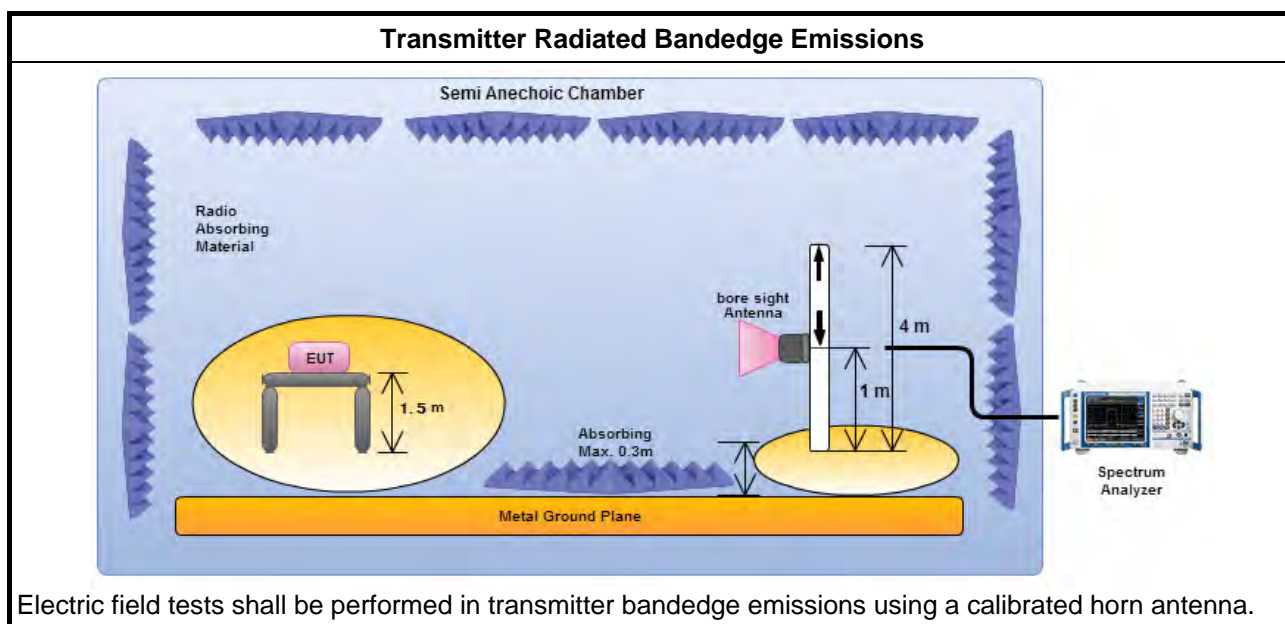 Transmitter Radiated Bandedge Emissions
Semi Anechoic Chamber
Radio
Absorbing
Material
bore sight
Antenna
4 m
EUT
1 m
1.5 m
Absorbing
Max. 0.3m
Spectrum
Analyzer
Metal Ground Plane
Electric field tests shall be performed in transmitter bandedge emissions using a calibrated horn antenna.